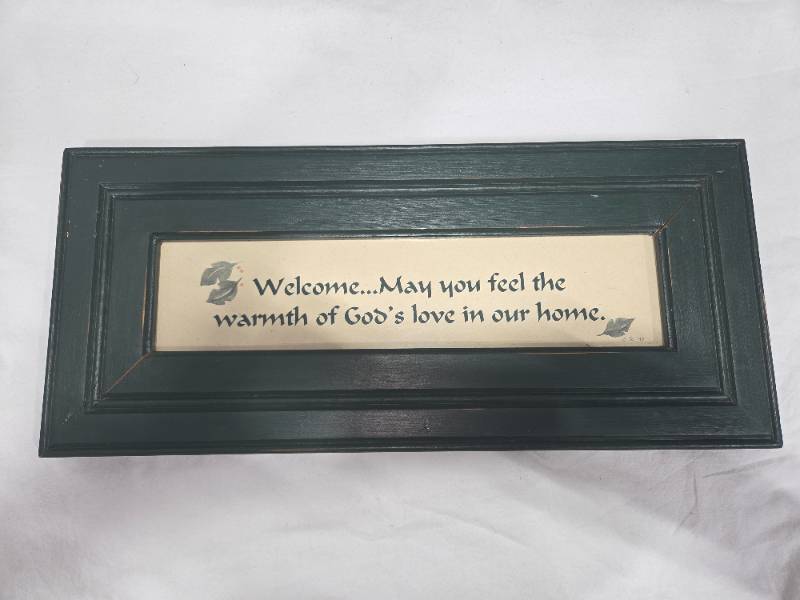 Welcome...May you feel the
warmth of God's love in our home.